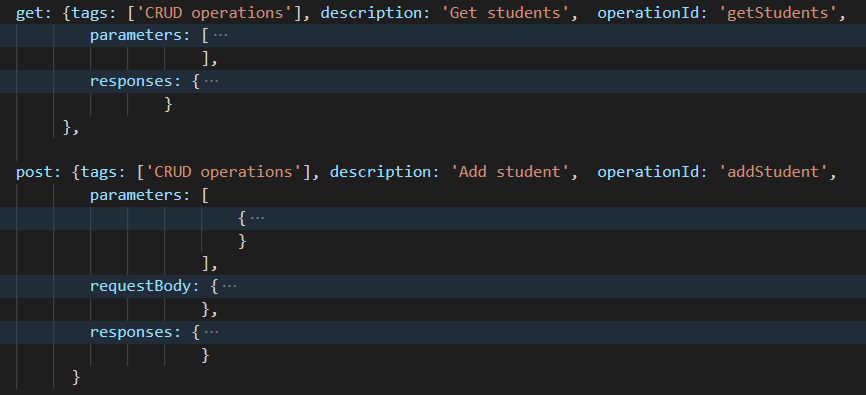 get: {tags: ['CRUD operations'], description: 'Get students',  operationId: 'getStudents',
parameters: [···
],
responses: {···
}
},
post: {tags: ['CRUD operations'], description: 'Add student',  operationId: 'addStudent',
parameters: [
{···
}
],
requestBody: {···
},
responses: {···
}
}